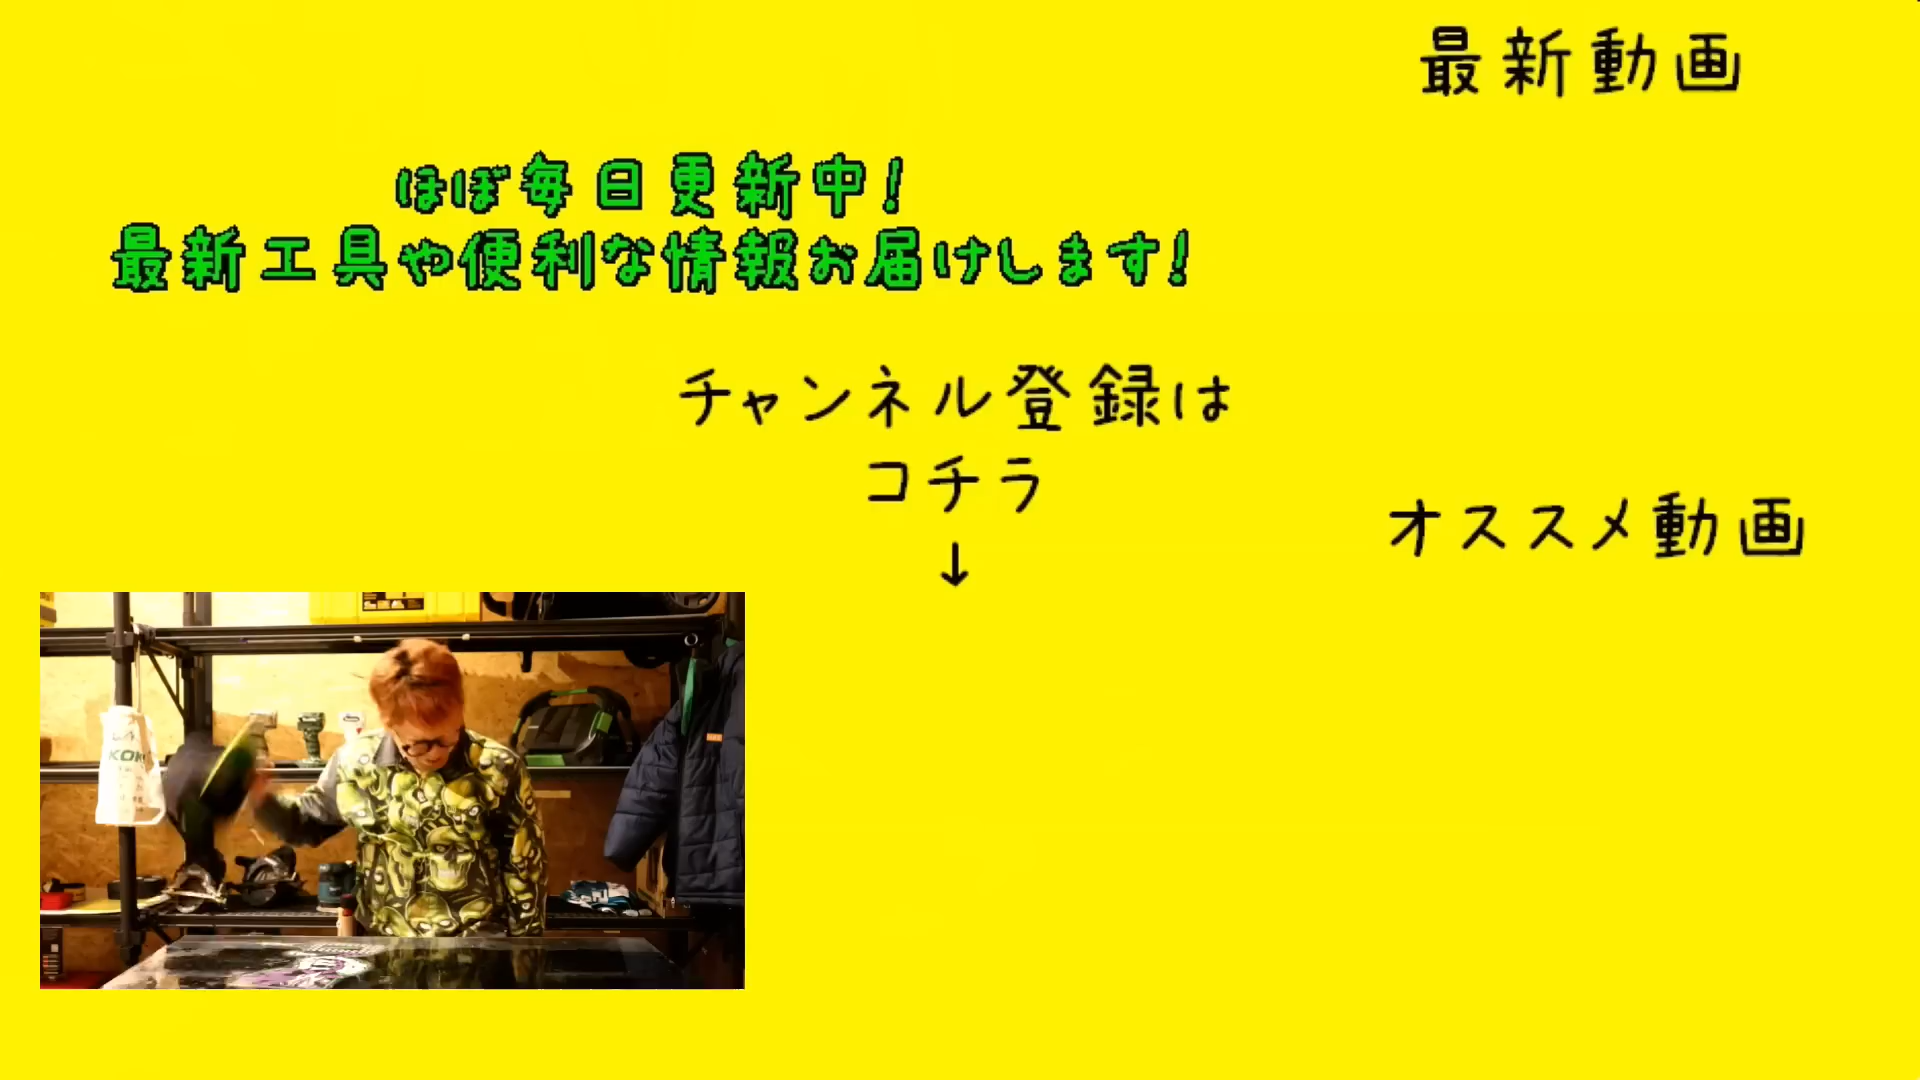 最新動画
ほぼ毎日更新中!
最新工具や便利な情報お届けします!
チャンネル登録は
コチラ
↓
オススメ動画